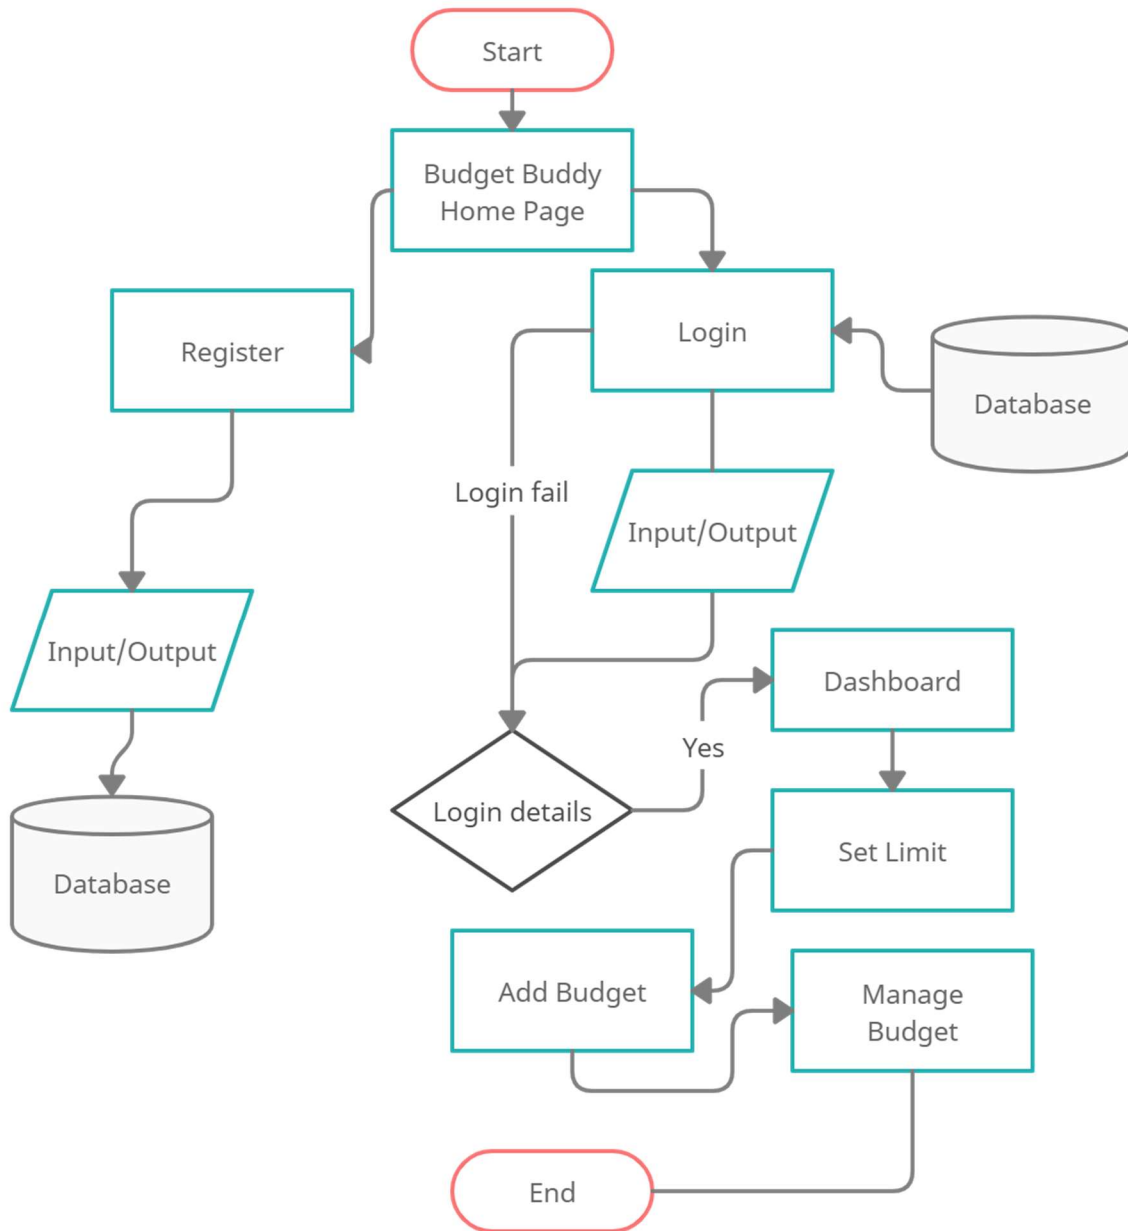 Start
Budget Buddy
Home Page
Register
Login
Database
Login fail
Input/Output
Input/Output
Dashboard
Yes
Login details
Set Limit
Database
Add Budget
Manage
Budget
End